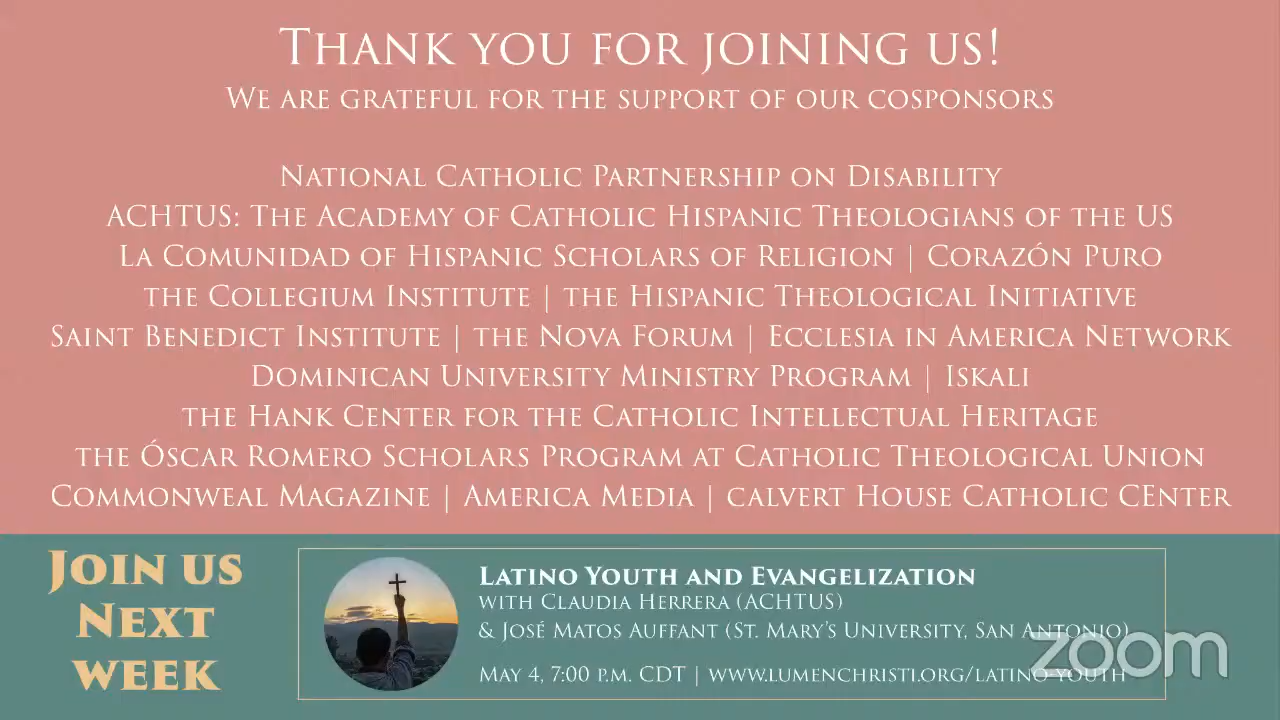 THANK YOU FOR JOINING US!
WE ARE GRATEFUL FOR THE SUPPORT OF OUR COSPONSORS
NATIONAL CATHOLIC PARTNERSHIP ON DISABILITY
ACHTUS: THE ACADEMY OF CATHOLIC HISPANIC THEOLOGIANS OF THE US
LA COMUNIDAD OF HISPANIC SCHOLARS OF RELIGION | CORAZÓN PURO
THE COLLEGIUM INSTITUTE | THE HISPANIC THEOLOGICAL INITIATIVE
SAINT BENEDICT INSTITUTE | THE NOVA FORUM | ECCLESIA IN AMERICA NETWORK
DOMINICAN UNIVERSITY MINISTRY PROGRAM | ISKALI
THE HANK CENTER FOR THE CATHOLIC INTELLECTUAL HERITAGE
THE ÓSCAR ROMERO SCHOLARS PROGRAM AT CATHOLIC THEOLOGICAL UNION
COMMONWEAL MAGAZINE | AMERICA MEDIA | CALVERT HOUSE CATHOLIC CENTER
JOIN US
NEXT
WEEK
LATINO YOUTH AND EVANGELIZATION
WITH CLAUDIA HERRERA (ACHTUS)
& JOSÉ MATOS AUFFANT (ST. MARY'S UNIVERSITY, SAN ANTONIO)
MAY 4, 7:00 P.M. CDT | WWW.LUMENCHRISTI.ORG/LATINO-YOUTH
zoom